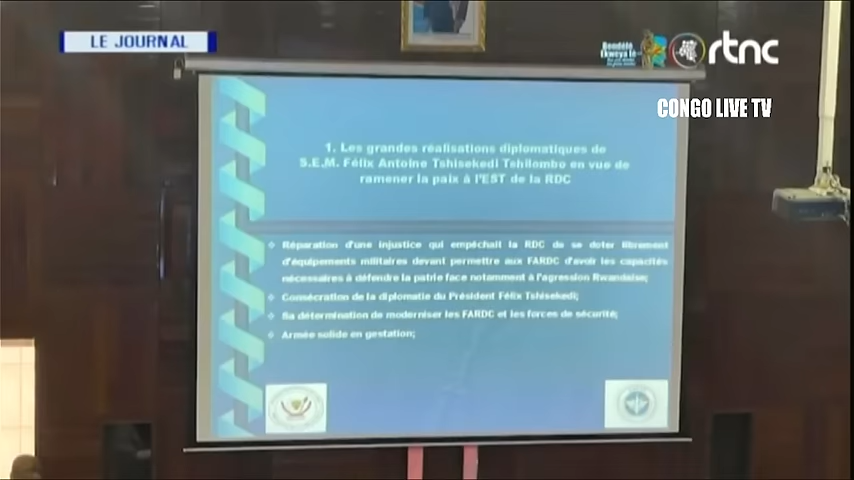 LE JOURNAL
Bondélé
Ekweya té
rtnc
CONGO LIVE TV
1. Les grandes réalisations diplomatiques de
S.E.M. Félix Antoine Tshisekedi Tshilombo en vue de
ramener la paix à l'EST de la RDC
❖ Réparation d'une injustice qui empêchait la RDC de se doter librement
d'équipements militaires devant permettre aux FARDC d'avoir les capacités
nécessaires à défendre la patrie face notamment à l'agression Rwandaise;
❖ Consécration de la diplomatie du Président Félix Tshisekedi;
❖ Sa détermination de moderniser les FARDC et les forces de sécurité;
❖ Armée solide en gestation;